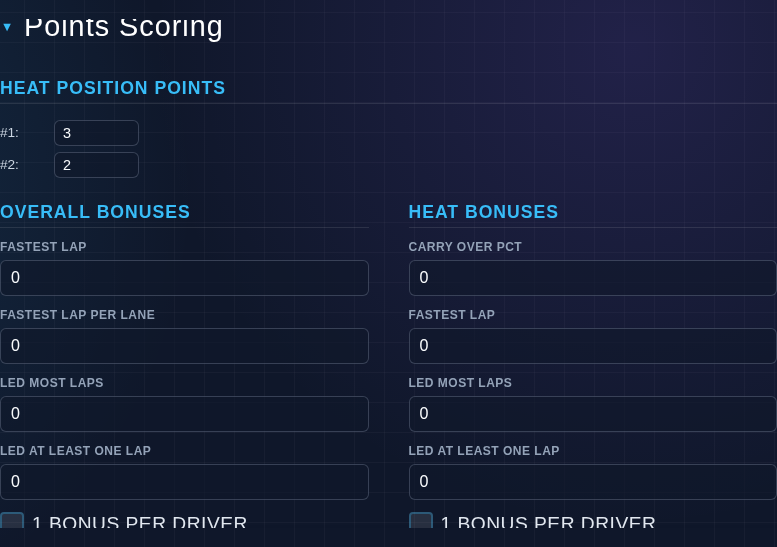 Points Scoring
HEAT POSITION POINTS
#1: 3
#2: 2
OVERALL BONUSES
FASTEST LAP
0
FASTEST LAP PER LANE
0
LED MOST LAPS
0
LED AT LEAST ONE LAP
0
1 BONUS PER DRIVER
HEAT BONUSES
CARRY OVER PCT
0
FASTEST LAP
0
LED MOST LAPS
0
LED AT LEAST ONE LAP
0
1 BONUS PER DRIVER